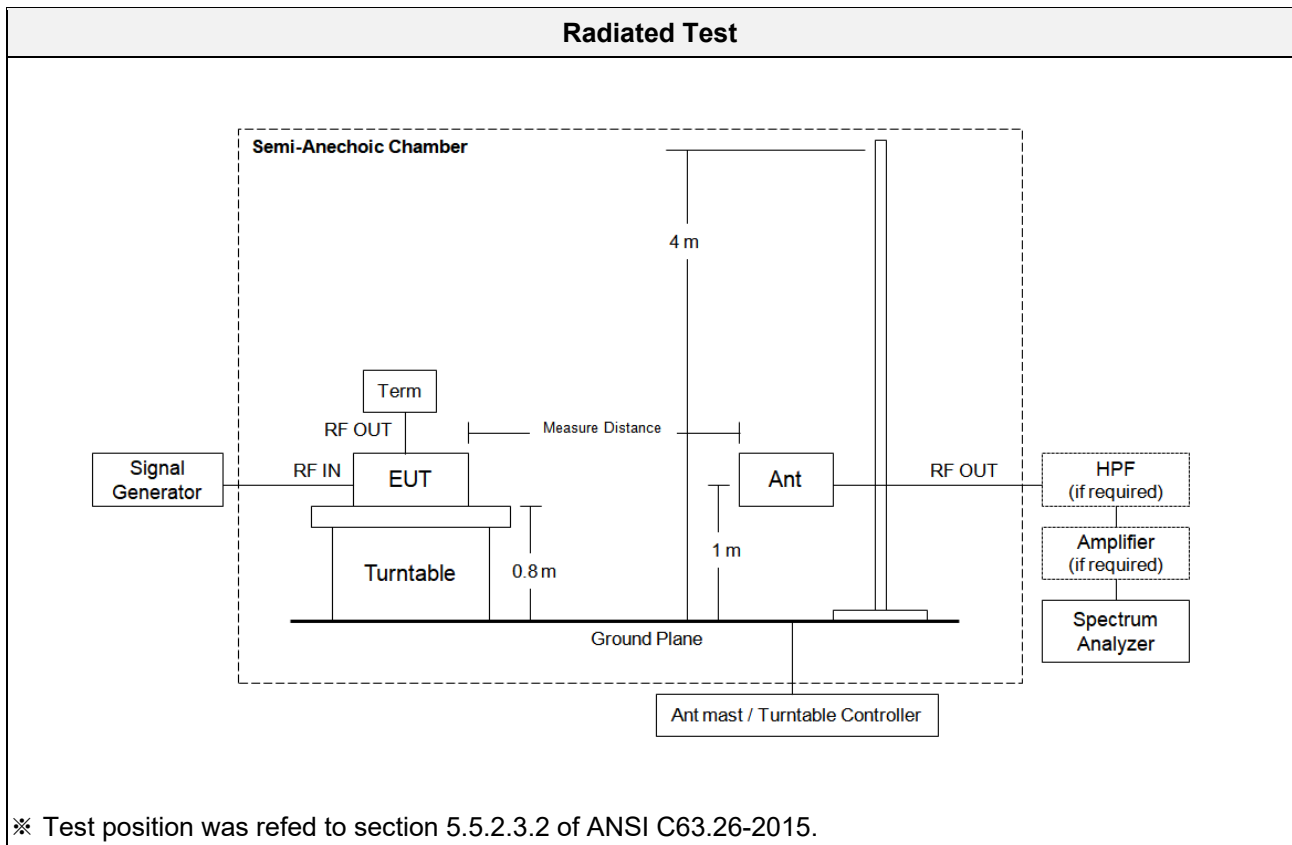 Radiated Test
Semi-Anechoic Chamber
4 m
Term
RF OUT
Measure Distance
Signal
Generator
RF IN
EUT
Ant
RF OUT
HPF
(if required)
Amplifier
(if required)
Spectrum
Analyzer
Turntable
0.8 m
1 m
Ground Plane
Ant mast / Turntable Controller
※ Test position was refed to section 5.5.2.3.2 of ANSI C63.26-2015.